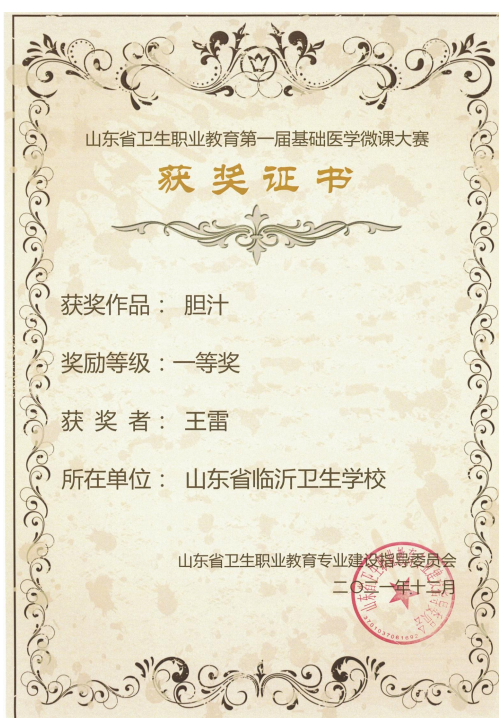 山东省卫生职业教育第一届基础医学微课大赛
获奖证书
获奖作品： 胆汁
奖励等级：一等奖
获 奖 者： 王雷
所在单位： 山东省临沂卫生学校
山东省卫生职业教育专业建设指导委员会
二〇二一年十二月